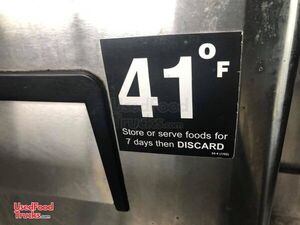 41°F
Store or serve foods for
7 days then DISCARD
UsedFood
Trucks.com